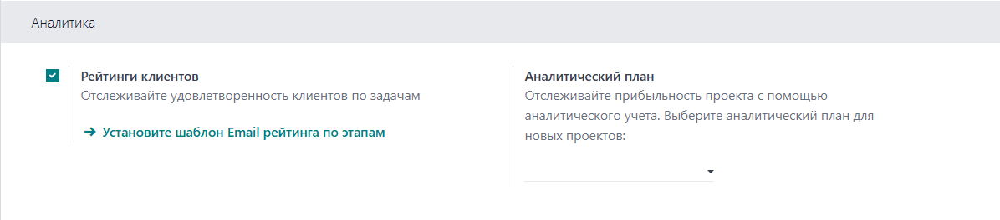 Аналитика
Рейтинги клиентов
Отслеживайте удовлетворенность клиентов по задачам
→ Установите шаблон Email рейтинга по этапам
Аналитический план
Отслеживайте прибыльность проекта с помощью
аналитического учета. Выберите аналитический план для
новых проектов: